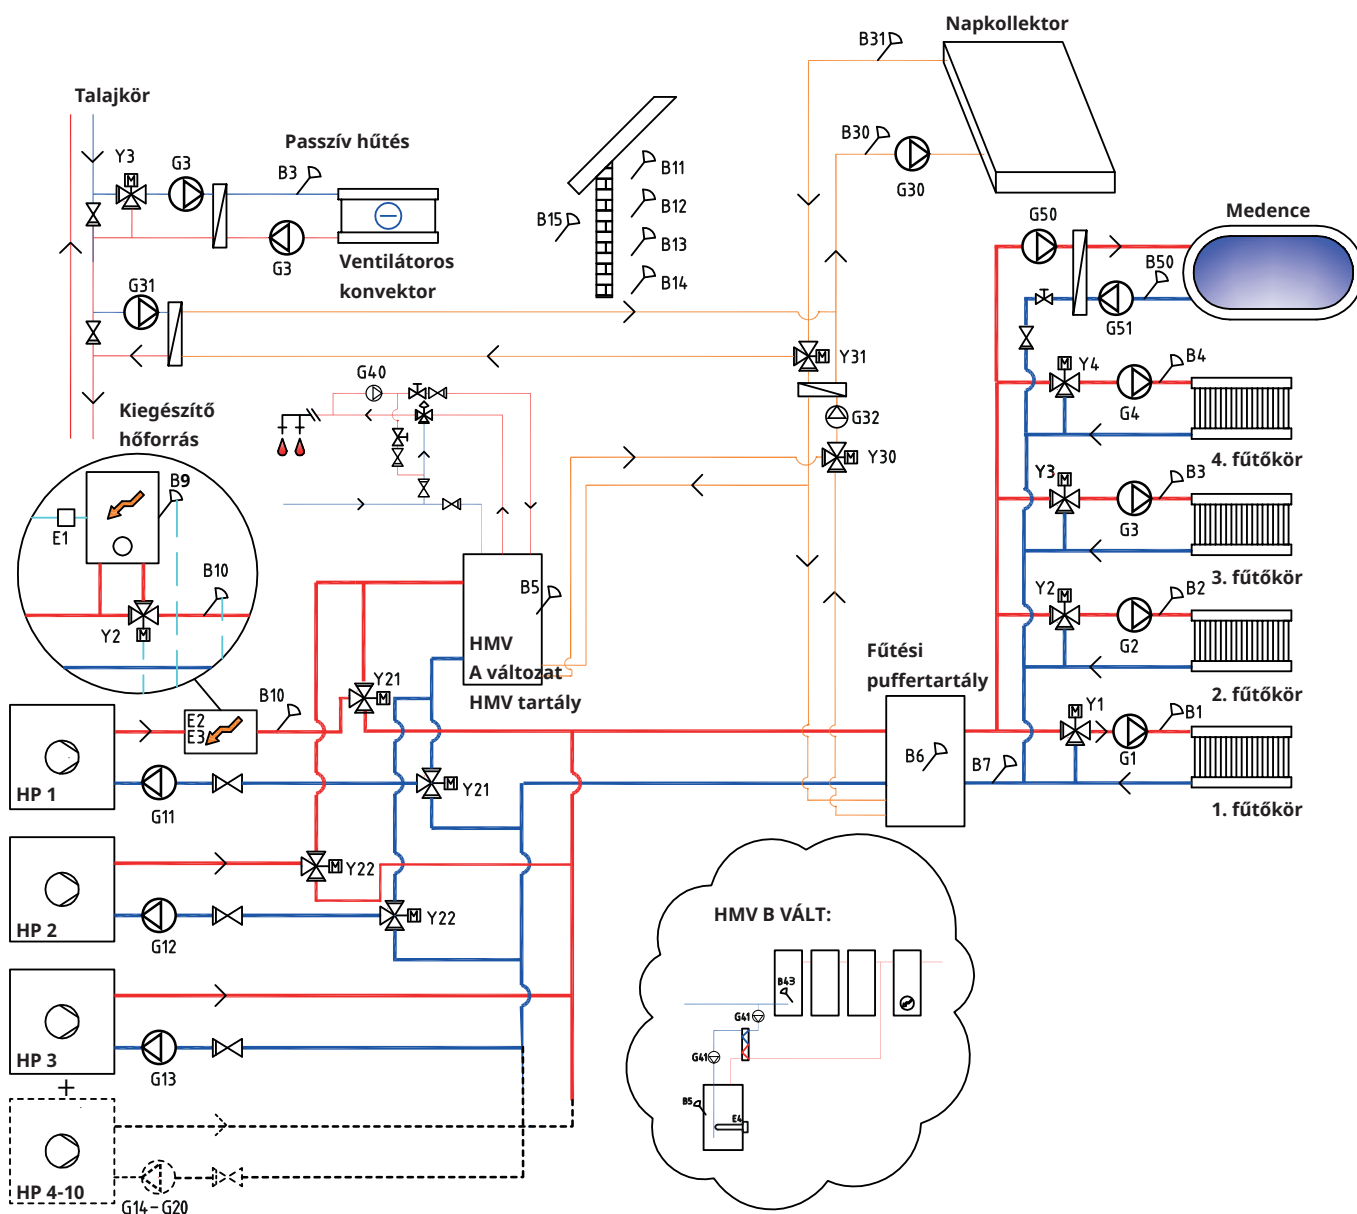 Napkollektor
B31
Talajkör
Passzív hűtés
Y3
G3
B3
B30
G30
B11
B12
B13
B14
B15
G3
Ventilátoros
konvektor
G50
Medence
B50
G51
G31
M
Y31
G40
G32
M
Y30
M
Y4
B4
G4
4. fűtőkör
Kiegészítő
hőforrás
B9
E1
B10
Y2
M
Y3
M
B3
G3
3. fűtőkör
B5
HMV
A változat
HMV tartály
Y2
M
B2
G2
2. fűtőkör
Fűtési
puffertartály
B6
B7
Y1
M
B1
G1
1. fűtőkör
E2
E3
B10
Y21
M
HP 1
G11
M
Y21
HP 2
G12
M
Y22
M
Y22
HP 3
G13
+
HP 4-10
G14-G20
HMV B VÁLT:
B43
G41
G41
B5
E4